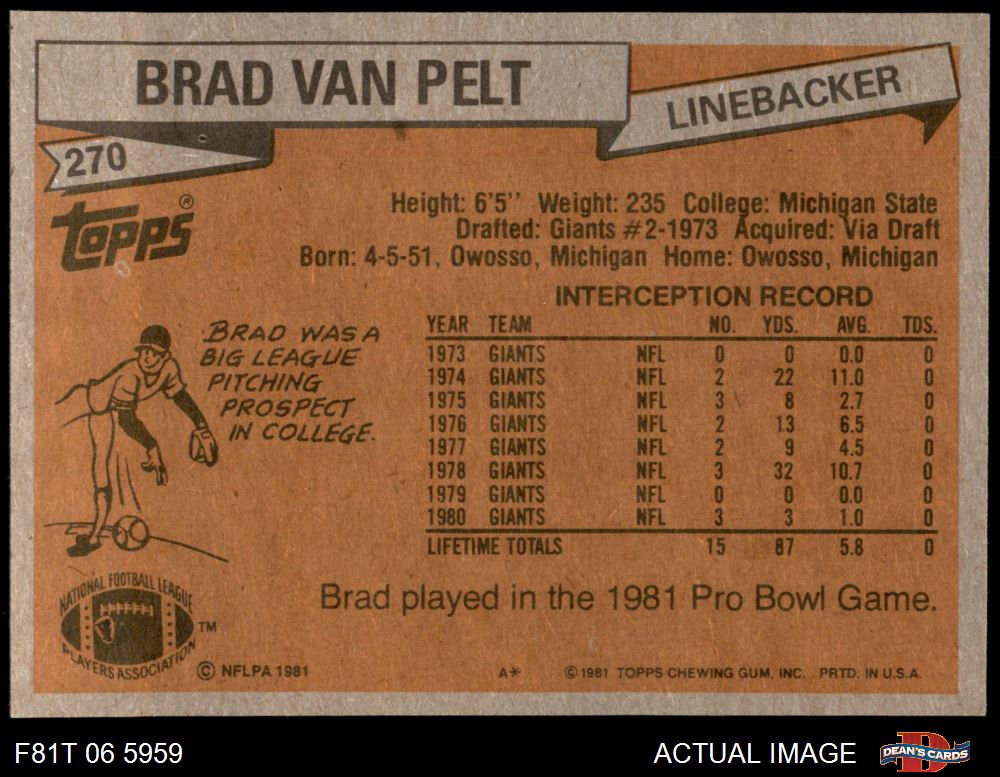 BRAD VAN PELT
LINEBACKER
270
TOPPS®
Height: 6'5'' Weight: 235 College: Michigan State
Drafted: Giants #2-1973 Acquired: Via Draft
Born: 4-5-51, Owosso, Michigan Home: Owosso, Michigan
BRAD WAS A
BIG LEAGUE
PITCHING
PROSPECT
IN COLLEGE.
INTERCEPTION RECORD
YEAR TEAM NO. YDS. AVG. TDS.
1973 GIANTS NFL 0 0 0.0 0
1974 GIANTS NFL 2 22 11.0 0
1975 GIANTS NFL 3 8 2.7 0
1976 GIANTS NFL 2 13 6.5 0
1977 GIANTS NFL 2 9 4.5 0
1978 GIANTS NFL 3 32 10.7 0
1979 GIANTS NFL 0 0 0.0 0
1980 GIANTS NFL 3 3 1.0 0
LIFETIME TOTALS 15 87 5.8 0
Brad played in the 1981 Pro Bowl Game.
NATIONAL FOOTBALL LEAGUE
PLAYERS ASSOCIATION
TM
© NFLPA 1981
A*
© 1981 TOPPS CHEWING GUM, INC. PRTD. IN U.S.A.
F81T 06 5959
ACTUAL IMAGE
D
DEAN'S CARDS